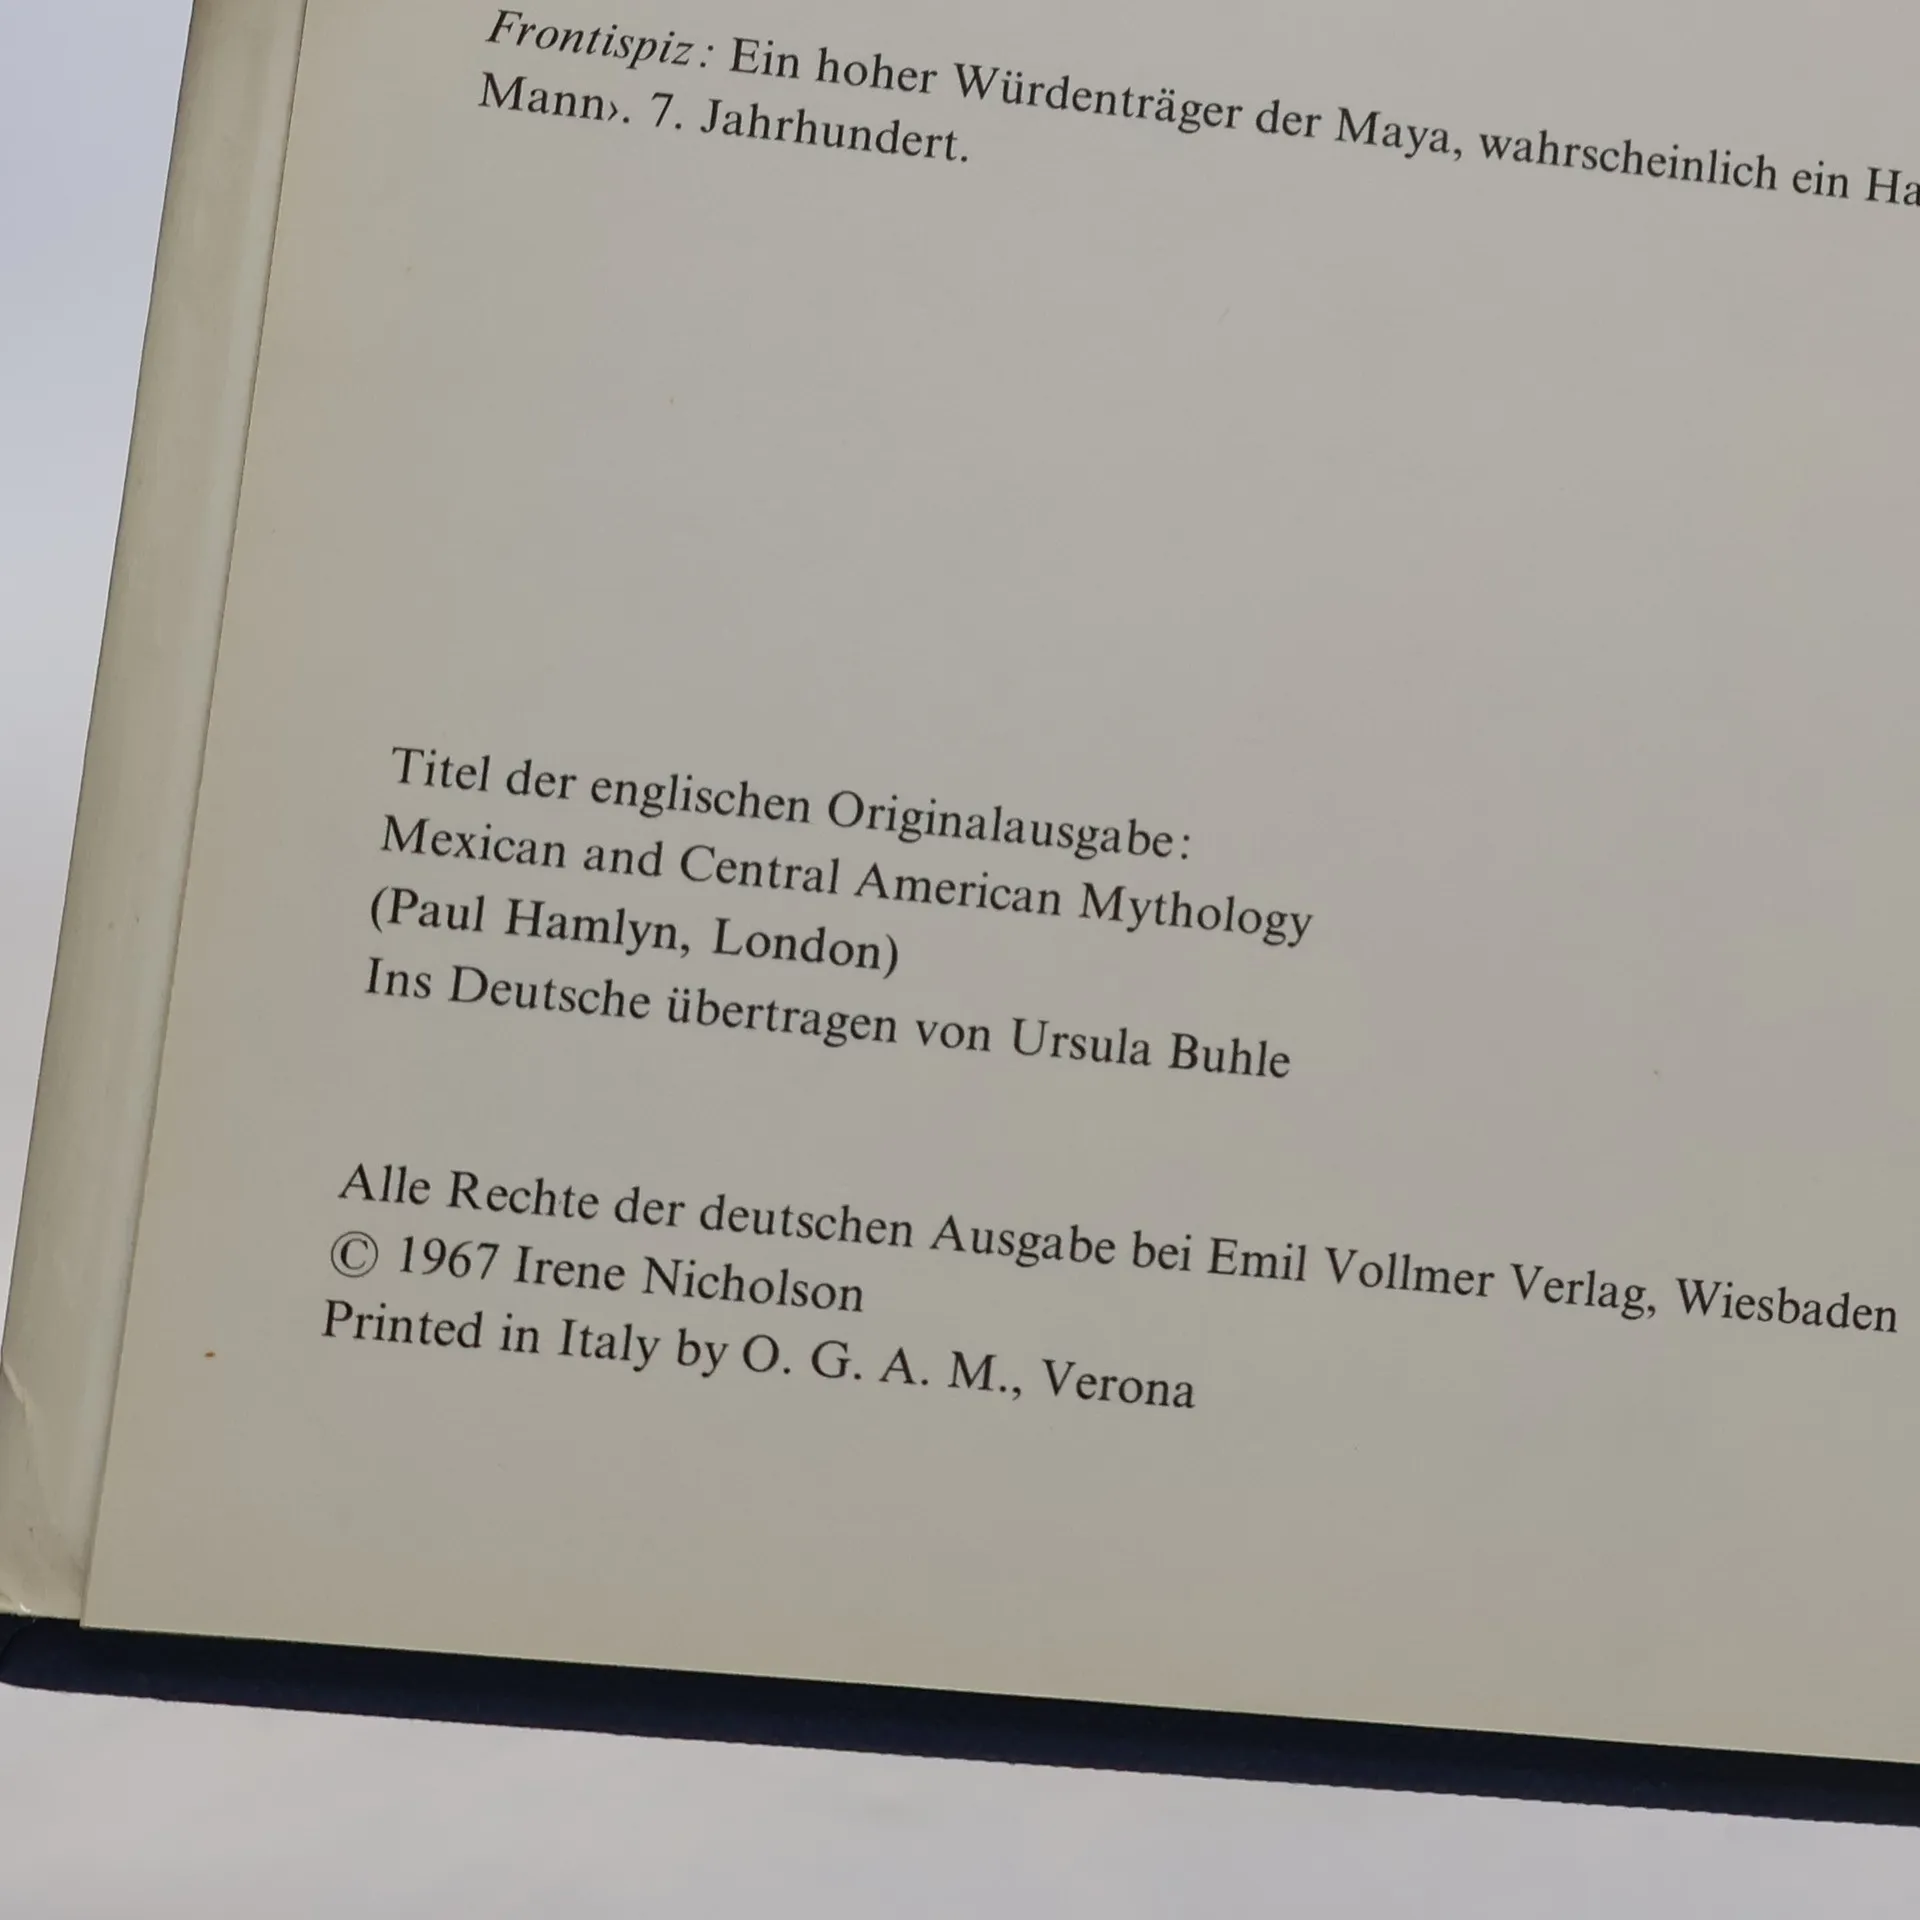 Frontispiz: Ein hoher Würdenträger der Maya, wahrscheinlich ein
Mann›. 7. Jahrhundert.
Titel der englischen Originalausgabe:
Mexican and Central American Mythology
(Paul Hamlyn, London)
Ins Deutsche übertragen von Ursula Buhle
Alle Rechte der deutschen Ausgabe bei Emil Vollmer Verlag, Wiesbaden
© 1967 Irene Nicholson
Printed in Italy by O. G. A. M., Verona